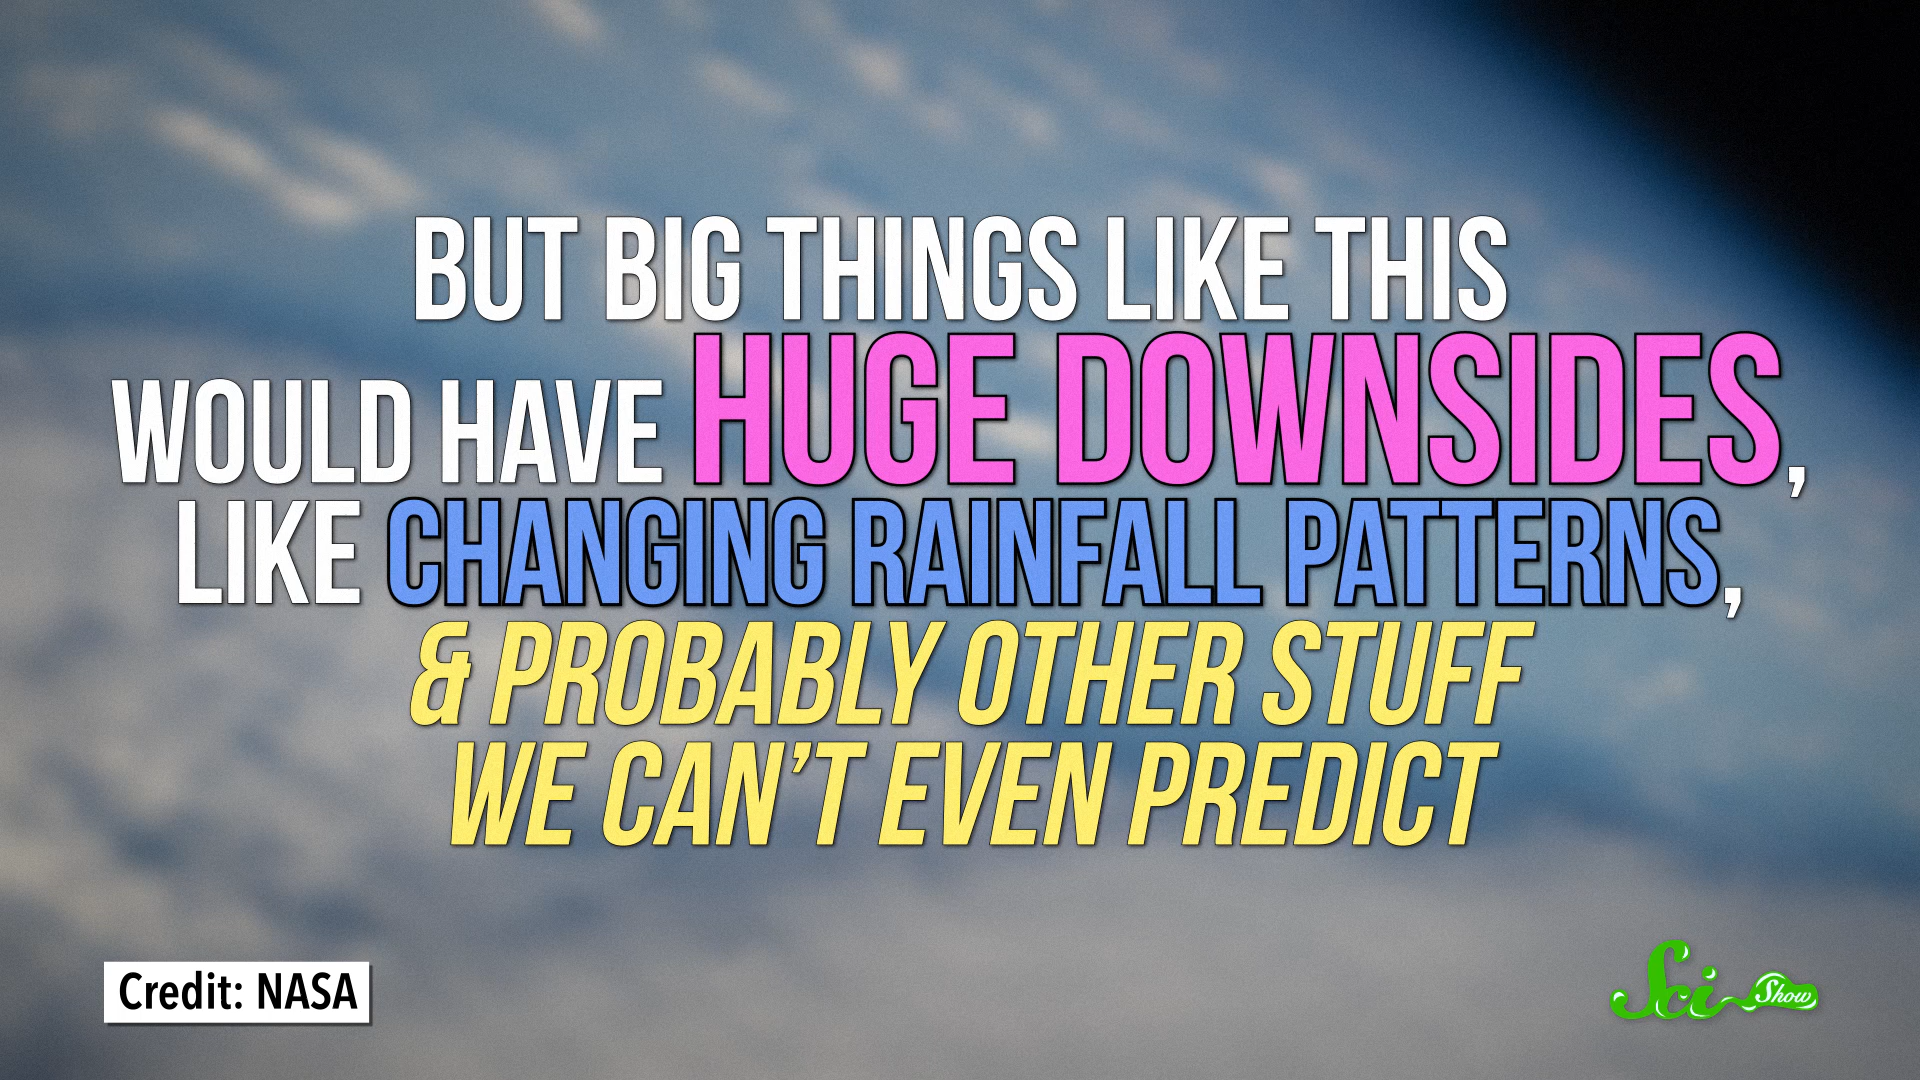 BUT BIG THINGS LIKE THIS
WOULD HAVE HUGE DOWNSIDES,
LIKE CHANGING RAINFALL PATTERNS,
& PROBABLY OTHER STUFF
WE CAN’T EVEN PREDICT
Credit: NASA
Sci Show